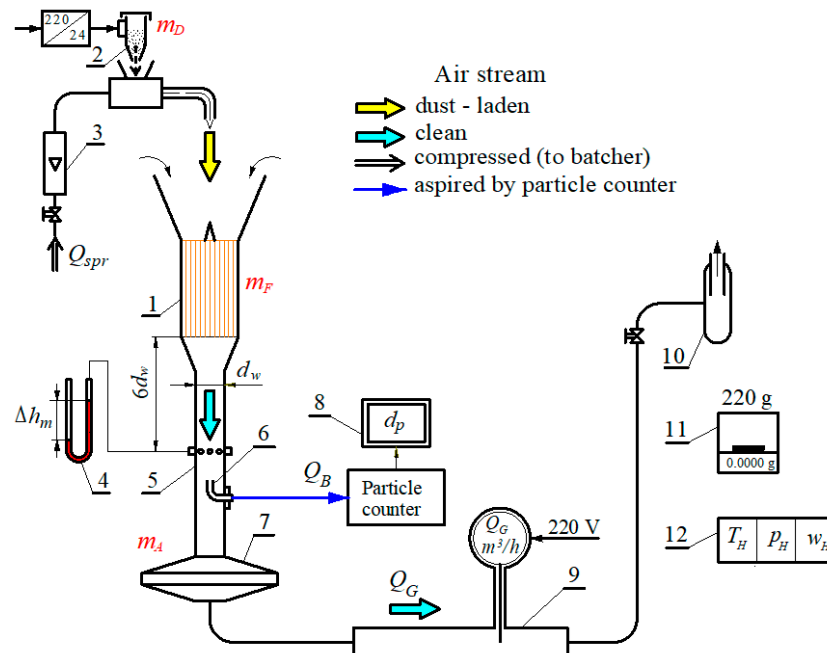 220
24
m_D
2
Air stream
dust - laden
clean
compressed (to batcher)
aspired by particle counter
3
Q_spr
m_F
1
6d_w
d_w
Δh_m
4
5
6
8
d_p
Q_B
Particle
counter
10
220 g
11
0.0000 g
m_A
7
Q_G
m³/h
220 V
12
T_H
p_H
w_H
Q_G
9